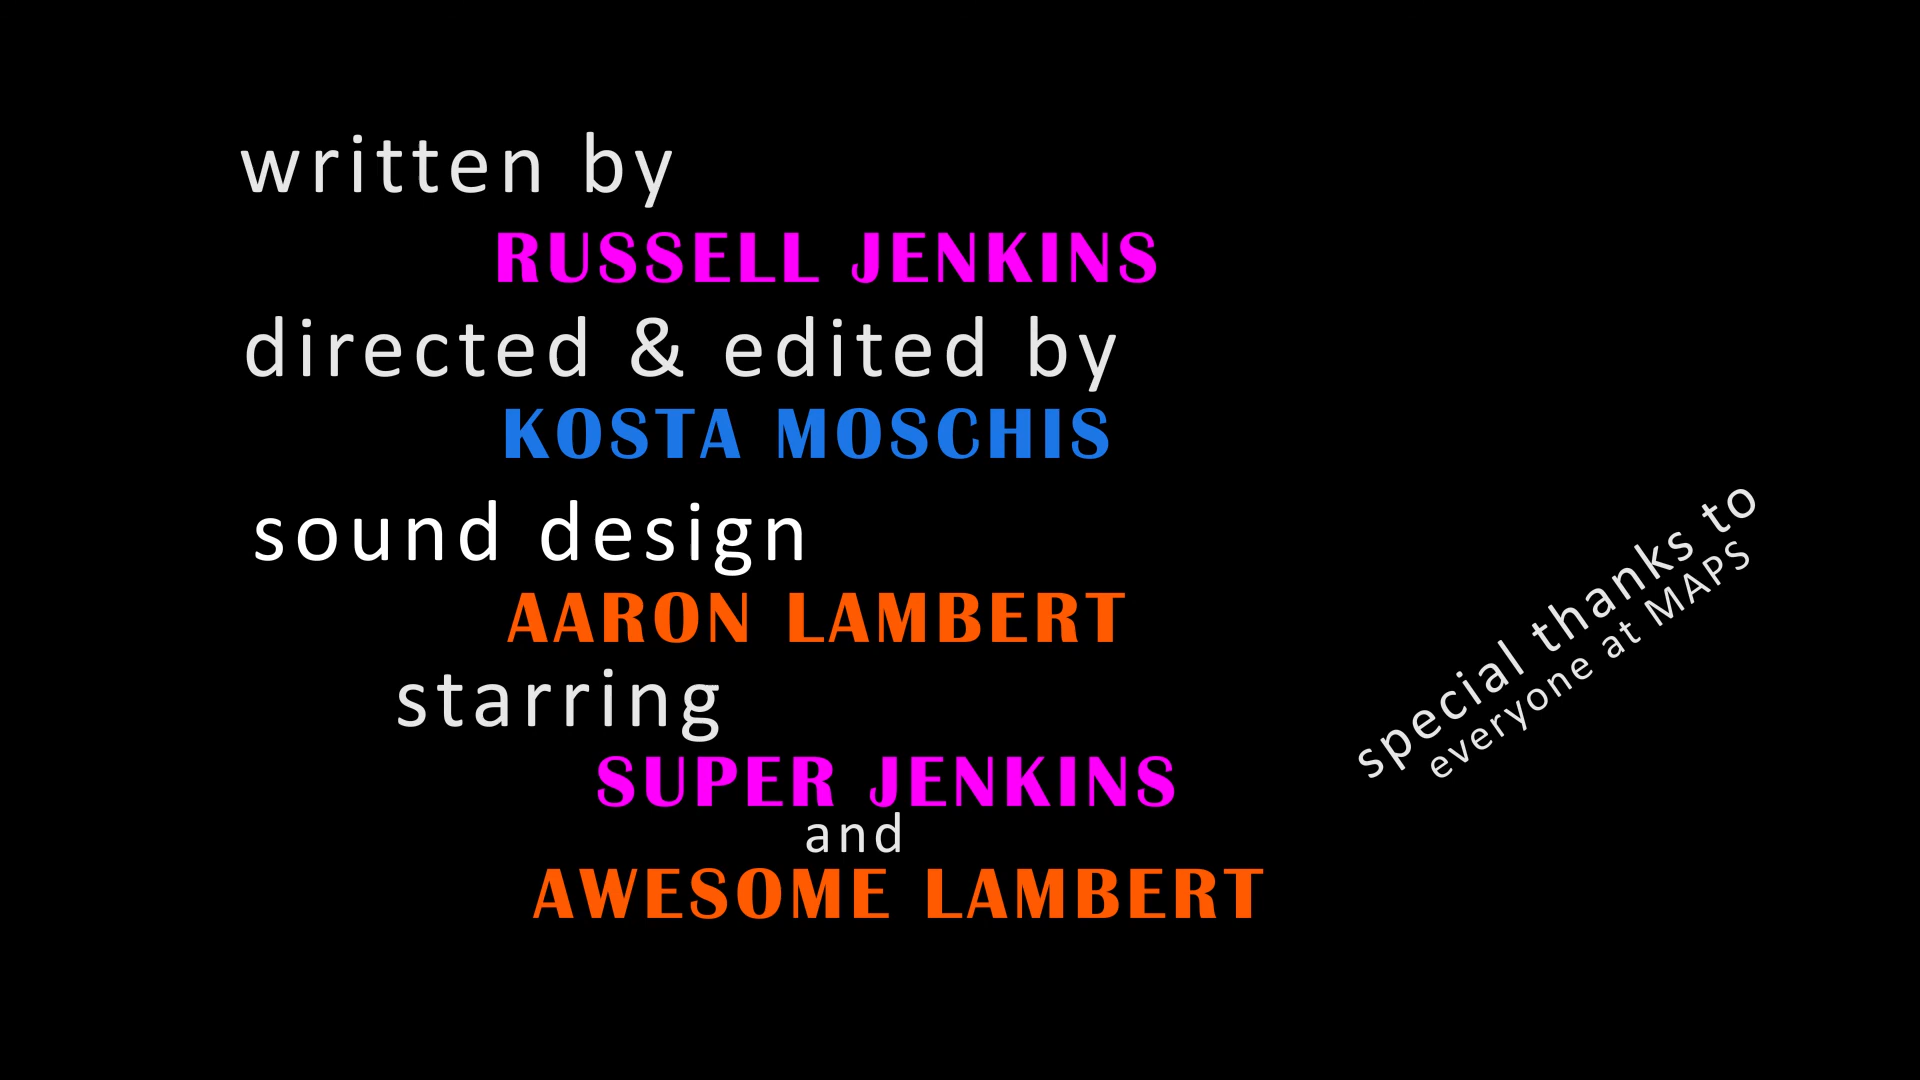 written by
RUSSELL JENKINS
directed & edited by
KOSTA MOSCHIS
sound design
AARON LAMBERT
starring
SUPER JENKINS
and
AWESOME LAMBERT
special thanks to
everyone at MAPS